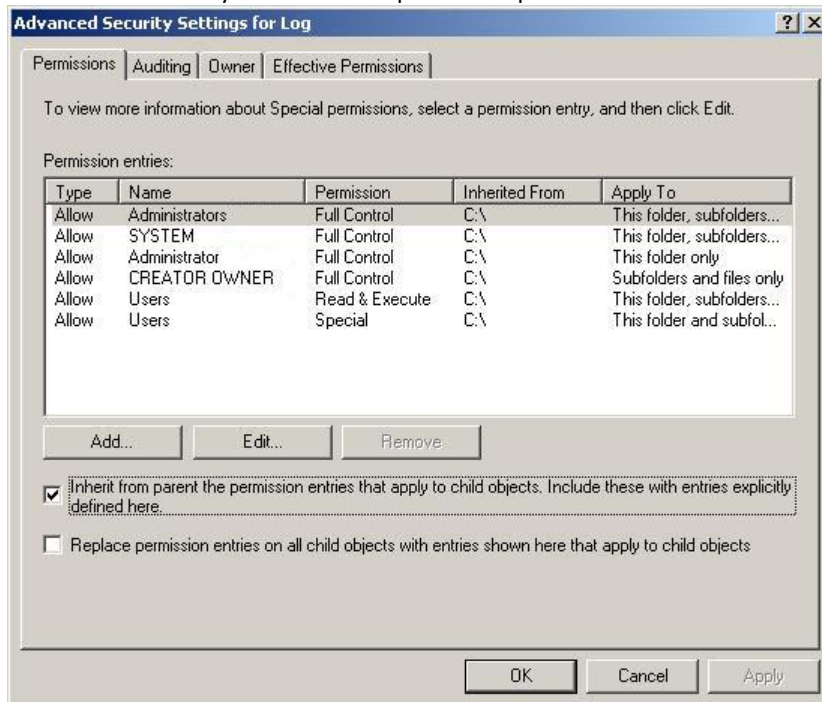 Advanced Security Settings for Log
Permissions Auditing Owner Effective Permissions
To view more information about Special permissions, select a permission entry, and then click Edit.
Permission entries:
Type Name Permission Inherited From Apply To
Allow Administrators Full Control C:\ This folder, subfolders...
Allow SYSTEM Full Control C:\ This folder, subfolders...
Allow Administrator Full Control C:\ This folder only
Allow CREATOR OWNER Full Control C:\ Subfolders and files only
Allow Users Read & Execute C:\ This folder, subfolders...
Allow Users Special C:\ This folder and subfol...
Add... Edit... Remove
Inherit from parent the permission entries that apply to child objects. Include these with entries explicitly
defined here.
Replace permission entries on all child objects with entries shown here that apply to child objects
OK Cancel Apply